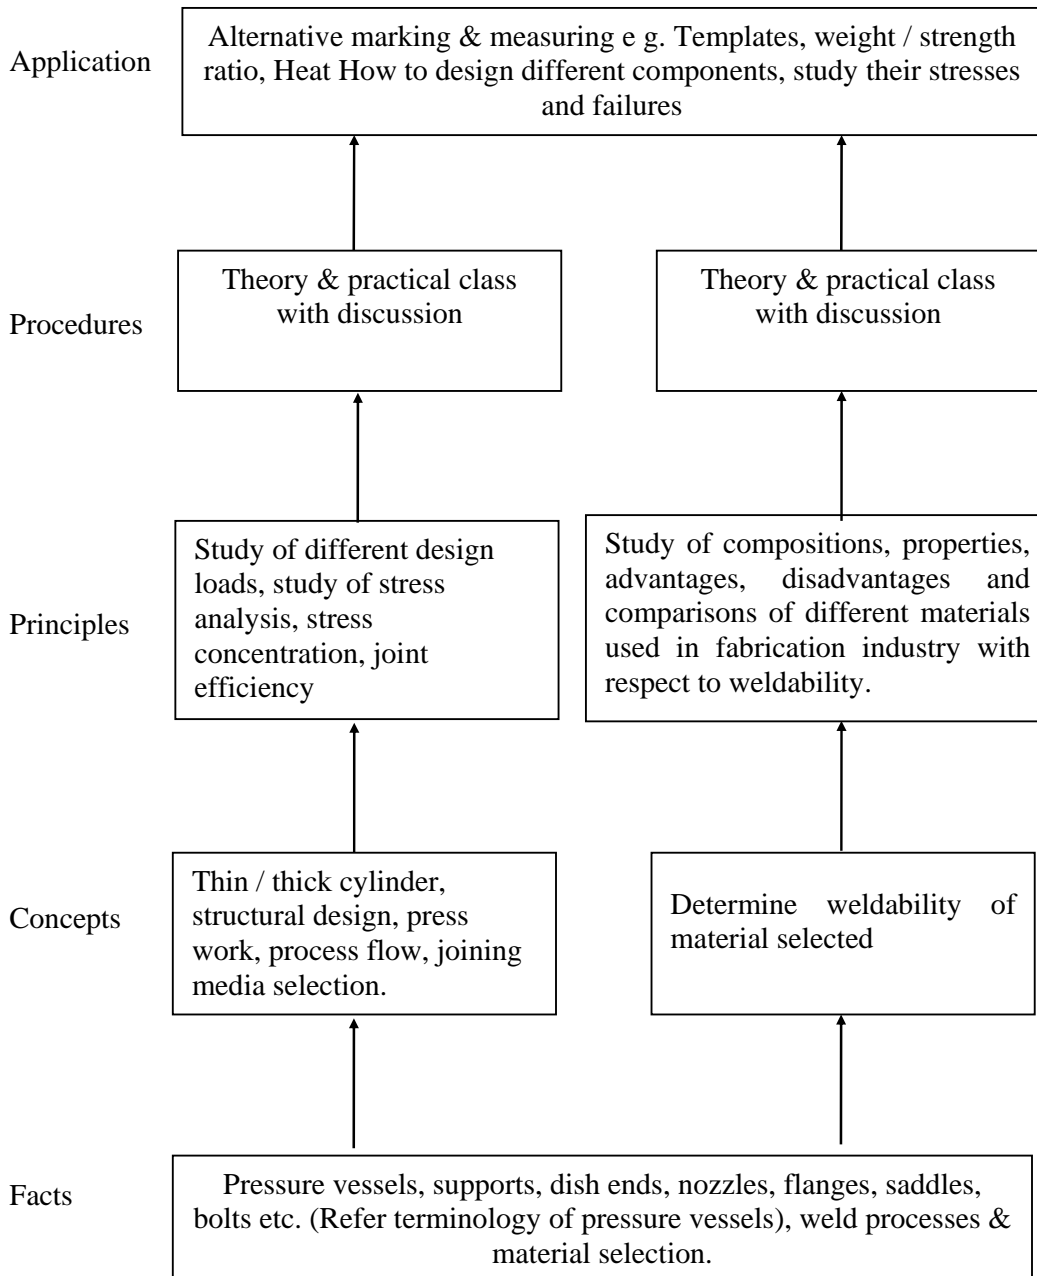 Application
Alternative marking & measuring e g. Templates, weight / strength
ratio, Heat How to design different components, study their stresses
and failures
Procedures
Theory & practical class
with discussion
Theory & practical class
with discussion
Principles
Study of different design
loads, study of stress
analysis, stress
concentration, joint
efficiency
Study of compositions, properties,
advantages, disadvantages and
comparisons of different materials
used in fabrication industry with
respect to weldability.
Concepts
Thin / thick cylinder,
structural design, press
work, process flow, joining
media selection.
Determine weldability of
material selected
Facts
Pressure vessels, supports, dish ends, nozzles, flanges, saddles,
bolts etc. (Refer terminology of pressure vessels), weld processes &
material selection.